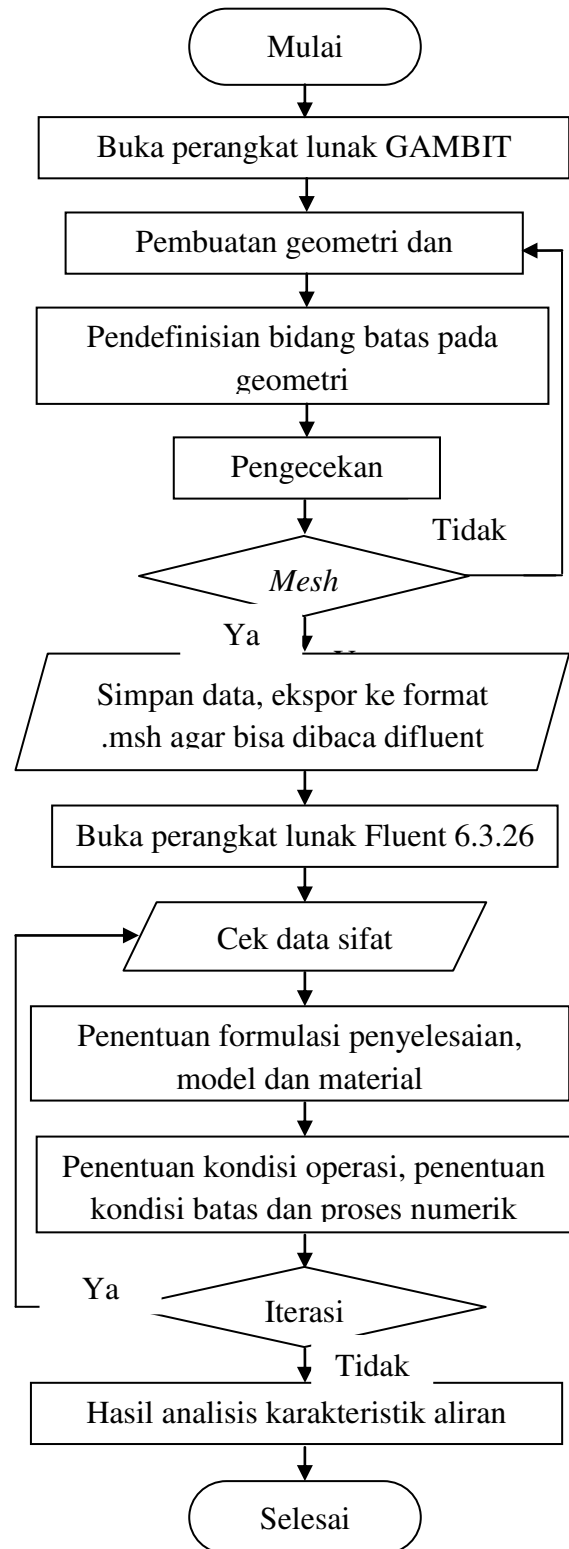 Mulai
Buka perangkat lunak GAMBIT
Pembuatan geometri dan
Pendefinisian bidang batas pada
geometri
Pengecekan
Tidak
Mesh
Ya
Simpan data, ekspor ke format
.msh agar bisa dibaca difluent
Buka perangkat lunak Fluent 6.3.26
Cek data sifat
Penentuan formulasi penyelesaian,
model dan material
Penentuan kondisi operasi, penentuan
kondisi batas dan proses numerik
Ya
Iterasi
Tidak
Hasil analisis karakteristik aliran
Selesai